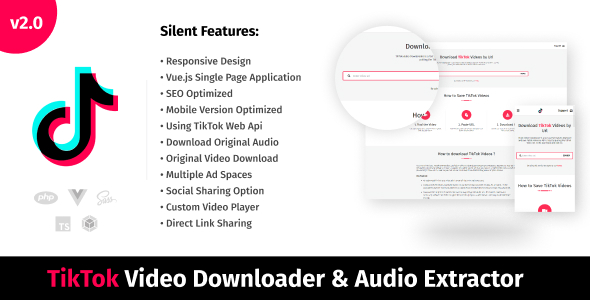 v2.0
Silent Features:
• Responsive Design
• Vue.js Single Page Application
• SEO Optimized
• Mobile Version Optimized
• Using TikTok Web Api
• Download Original Audio
• Original Video Download
• Multiple Ad Spaces
• Social Sharing Option
• Custom Video Player
• Direct Link Sharing
php
Sass
TS
Download TikTok Videos by Url
How to Save TikTok Videos
How to download TikTok Videos ?
Download TikTok Videos by
Url
How to Save TikTok Videos
TikTok Video Downloader & Audio Extractor